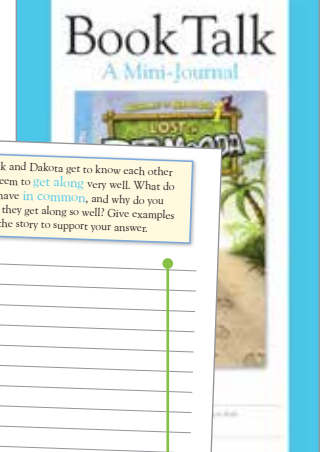 Book Talk
A Mini-Journal
LOST
k and Dakota get to know each other
eem to get along very well. What do
have in common, and why do you
they get along so well? Give examples
he story to support your answer.